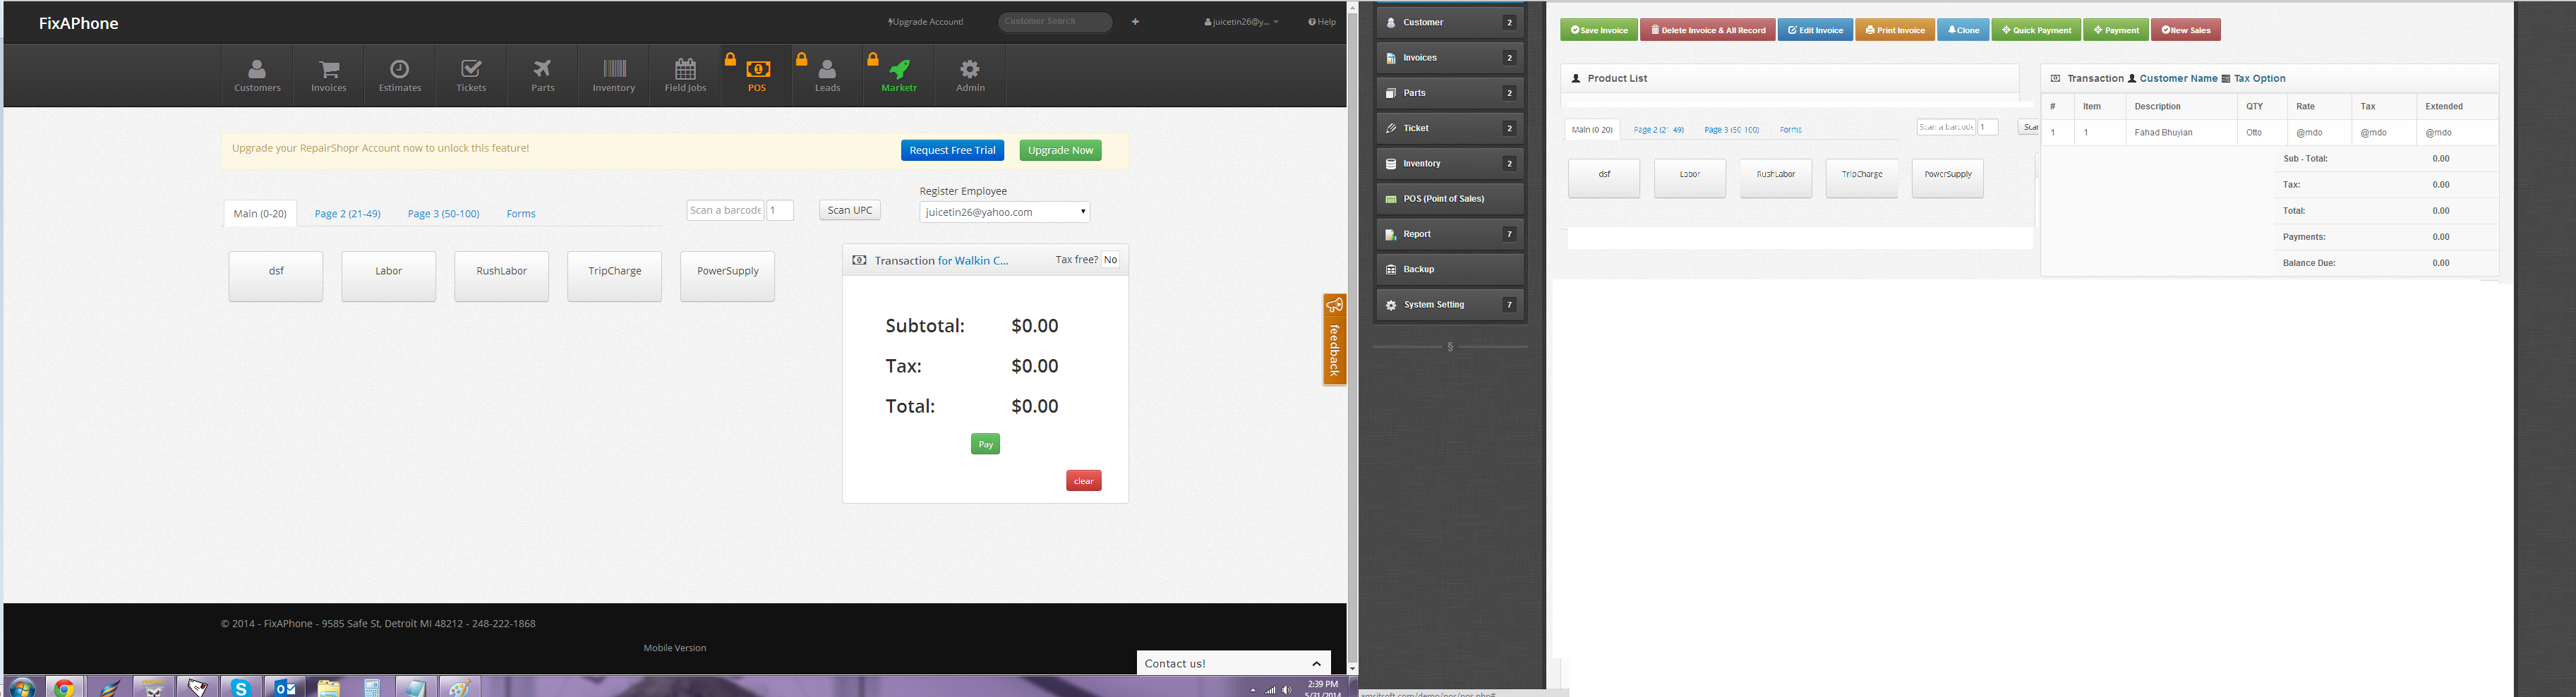 FixAPhone
Upgrade Account!
Customer Search
juicetin26@y...
Help
Customers
Invoices
Estimates
Tickets
Parts
Inventory
Field Jobs
POS
Leads
Marketr
Admin
Upgrade your RepairShopr Account now to unlock this feature!
Request Free Trial
Upgrade Now
Register Employee
Main (0-20)
Page 2 (21-49)
Page 3 (50-100)
Forms
Scan a barcode
1
Scan UPC
juicetin26@yahoo.com
dsf
Labor
RushLabor
TripCharge
PowerSupply
Transaction for Walkin C...
Tax free? No
Subtotal: $0.00
Tax: $0.00
Total: $0.00
Pay
clear
feedback
© 2014 - FixAPhone - 9585 Safe St, Detroit MI 48212 - 248-222-1868
Mobile Version
Contact us!
2:39 PM
5/31/2014
Customer 2
Invoices 2
Parts 2
Ticket 2
Inventory 2
POS (Point of Sales)
Report 7
Backup
System Setting 7
§
Save Invoice
Delete Invoice & All Record
Edit Invoice
Print Invoice
Clone
Quick Payment
Payment
New Sales
Product List
Main (0-20)
Page 2 (21-49)
Page 3 (50-100)
Forms
Scan a barcode
1
Scan
dsf
Labor
RushLabor
TripCharge
PowerSupply
Transaction Customer Name Tax Option
# Item Description QTY Rate Tax Extended
1 1 Fahad Bhuyian Otto @mdo @mdo @mdo
Sub - Total: 0.00
Tax: 0.00
Total: 0.00
Payments: 0.00
Balance Due: 0.00